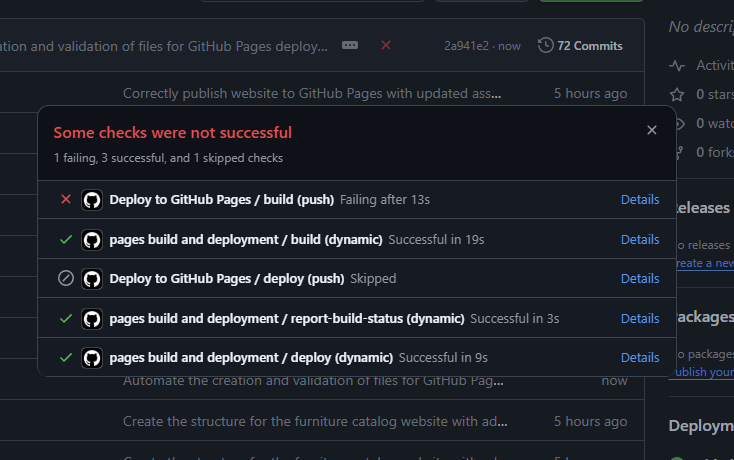 No descrip
ion and validation of files for GitHub Pages deploy... 2a941e2 · now 72 Commits
Activit
Correctly publish website to GitHub Pages with updated ass... 5 hours ago
0 stars
0 watc
0 forks
Some checks were not successful
1 failing, 3 successful, and 1 skipped checks
Deploy to GitHub Pages / build (push) Failing after 13s Details
pages build and deployment / build (dynamic) Successful in 19s Details
Deploy to GitHub Pages / deploy (push) Skipped Details
pages build and deployment / report-build-status (dynamic) Successful in 3s Details
pages build and deployment / deploy (dynamic) Successful in 9s Details
Releases
o releases
reate a new
Packages
o packages
ublish your
Automate the creation and validation of files for GitHub Pag... now
Create the structure for the furniture catalog website with ad... 5 hours ago
Deploym